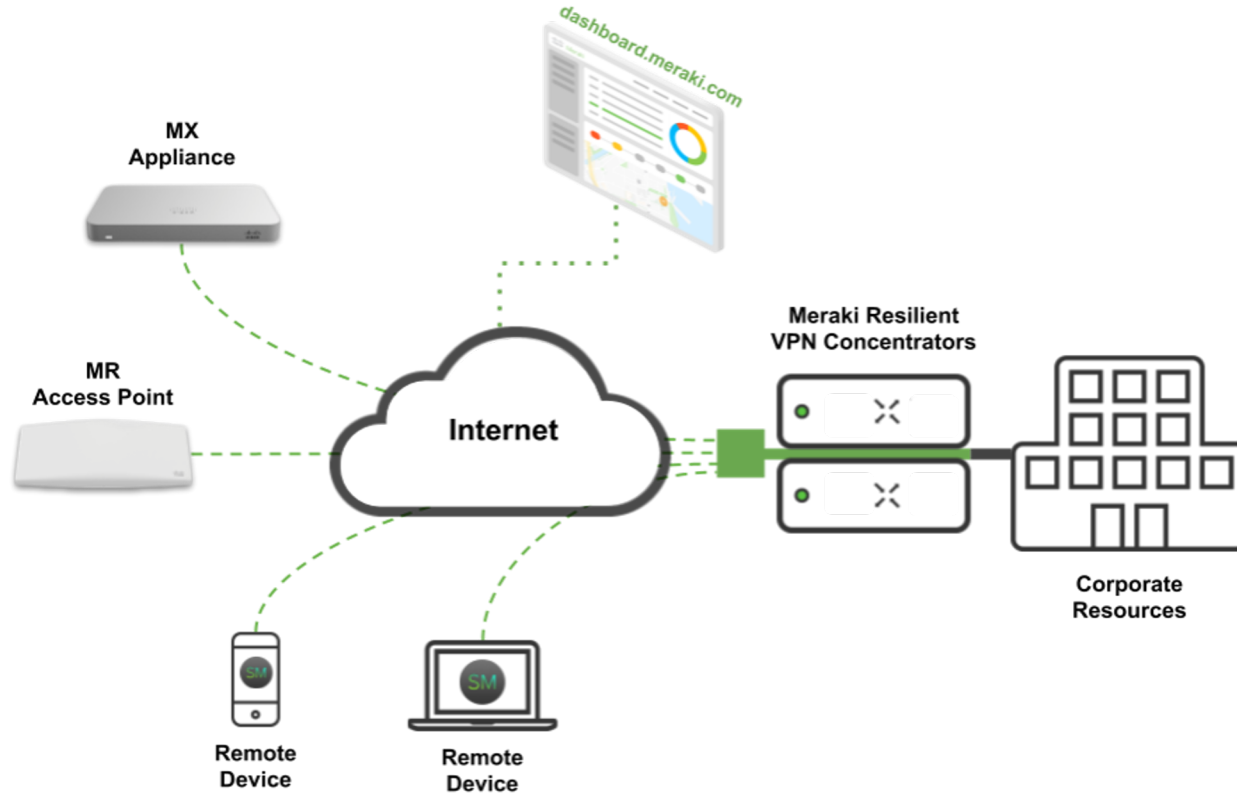 dashboard.meraki.com
MX
Appliance
Meraki Resilient
VPN Concentrators
MR
Access Point
Internet
SM
SM
Corporate
Resources
Remote
Device
Remote
Device